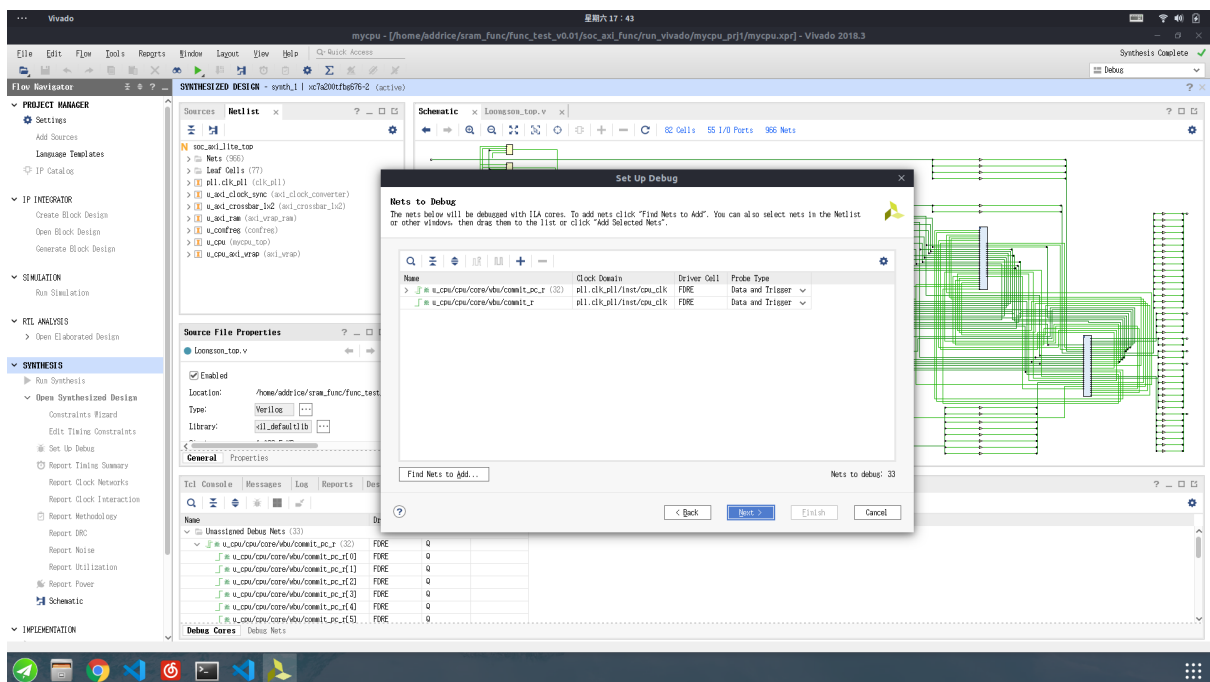 Vivado
星期六 17：43
mycpu - [/home/addrice/sram_func/func_test_v0.01/soc_axi_func/run_vivado/mycpu_prj1/mycpu.xpr] - Vivado 2018.3
File Edit Flow Tools Reports Window Layout View Help Q- Quick Access
Synthesis Complete
Debug
Flow Navigator
SYNTHESIZED DESIGN - synth_1 | xc7a200tfbg676-2 (active)
PROJECT MANAGER
Settings
Add Sources
Language Templates
IP Catalog
IP INTEGRATOR
Create Block Design
Open Block Design
Generate Block Design
SIMULATION
Run Simulation
RTL ANALYSIS
Open Elaborated Design
SYNTHESIS
Run Synthesis
Open Synthesized Design
Constraints Wizard
Edit Timing Constraints
Set Up Debug
Report Timing Summary
Report Clock Networks
Report Clock Interaction
Report Methodology
Report DRC
Report Noise
Report Utilization
Report Power
Schematic
IMPLEMENTATION
Sources Netlist
soc_axi_lite_top
Nets (966)
Leaf Cells (77)
pll.clk_pll (clk_pll)
u_axi_clock_sync (axi_clock_converter)
u_axi_crossbar_1x2 (axi_crossbar_1x2)
u_axi_ram (axi_wrap_ram)
u_confreg (confreg)
u_cpu (mycpu_top)
u_cpu_axi_wrap (axi_wrap)
Source File Properties
Loongson_top.v
Enabled
Location: /home/addrice/sram_func/func_test
Type: Verilog
Library: xil_defaultlib
General Properties
Schematic Loongson_top.v
82 Cells 55 I/O Ports 966 Nets
Set Up Debug
Nets to Debug
The nets below will be debugged with ILA cores. To add nets click "Find Nets to Add". You can also select nets in the Netlist
or other windows, then drag them to the list or click "Add Selected Nets".
Name Clock Domain Driver Cell Probe Type
u_cpu/cpu/core/wbu/commit_pc_r (32) pll.clk_pll/inst/cpu_clk FDRE Data and Trigger
u_cpu/cpu/core/wbu/commit_r pll.clk_pll/inst/cpu_clk FDRE Data and Trigger
Find Nets to Add...
Nets to debug: 33
< Back Next > Finish Cancel
Tcl Console Messages Log Reports Des
Name Dr
Unassigned Debug Nets (33)
u_cpu/cpu/core/wbu/commit_pc_r (32) FDRE Q
u_cpu/cpu/core/wbu/commit_pc_r[0] FDRE Q
u_cpu/cpu/core/wbu/commit_pc_r[1] FDRE Q
u_cpu/cpu/core/wbu/commit_pc_r[2] FDRE Q
u_cpu/cpu/core/wbu/commit_pc_r[3] FDRE Q
u_cpu/cpu/core/wbu/commit_pc_r[4] FDRE Q
u_cpu/cpu/core/wbu/commit_pc_r[5] FDRE Q
Debug Cores Debug Nets